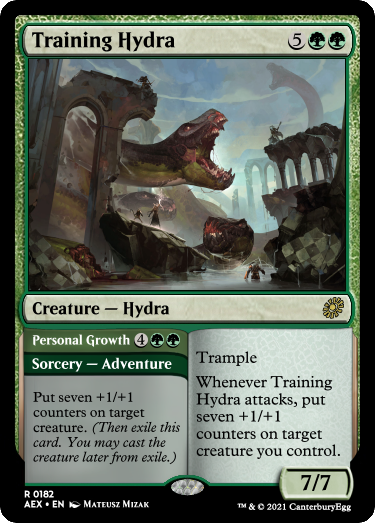 Training Hydra 5
Creature — Hydra
Personal Growth 4
Sorcery — Adventure
Put seven +1/+1
counters on target
creature. (Then exile this
card. You may cast the
creature later from exile.)
Trample
Whenever Training
Hydra attacks, put
seven +1/+1
counters on target
creature you control.
7/7
R 0182
AEX • EN Mateusz Mizak
™ & © 2021 CanterburyEgg